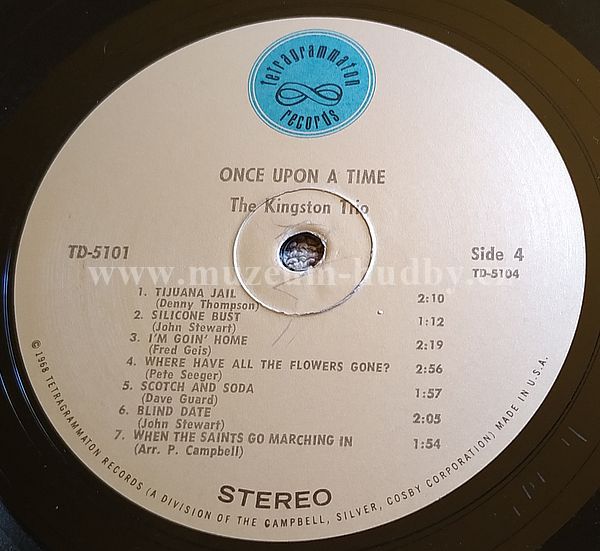 tetragrammaton
records
ONCE UPON A TIME
The Kingston Trio
TD-5101
Side 4
TD-5104
www.muzeum-hudby.
1. TIJUANA JAIL 2:10
(Denny Thompson)
2. SILICONE BUST 1:12
(John Stewart)
3. I'M GOIN' HOME 2:19
(Fred Geis)
4. WHERE HAVE ALL THE FLOWERS GONE? 2:56
(Pete Seeger)
5. SCOTCH AND SODA 1:57
(Dave Guard)
6. BLIND DATE 2:05
(John Stewart)
7. WHEN THE SAINTS GO MARCHING IN 1:54
(Arr. P. Campbell)
STEREO
© 1968 TETRAGRAMMATON RECORDS (A DIVISION OF THE CAMPBELL, SILVER, COSBY CORPORATION) MADE IN U.S.A.